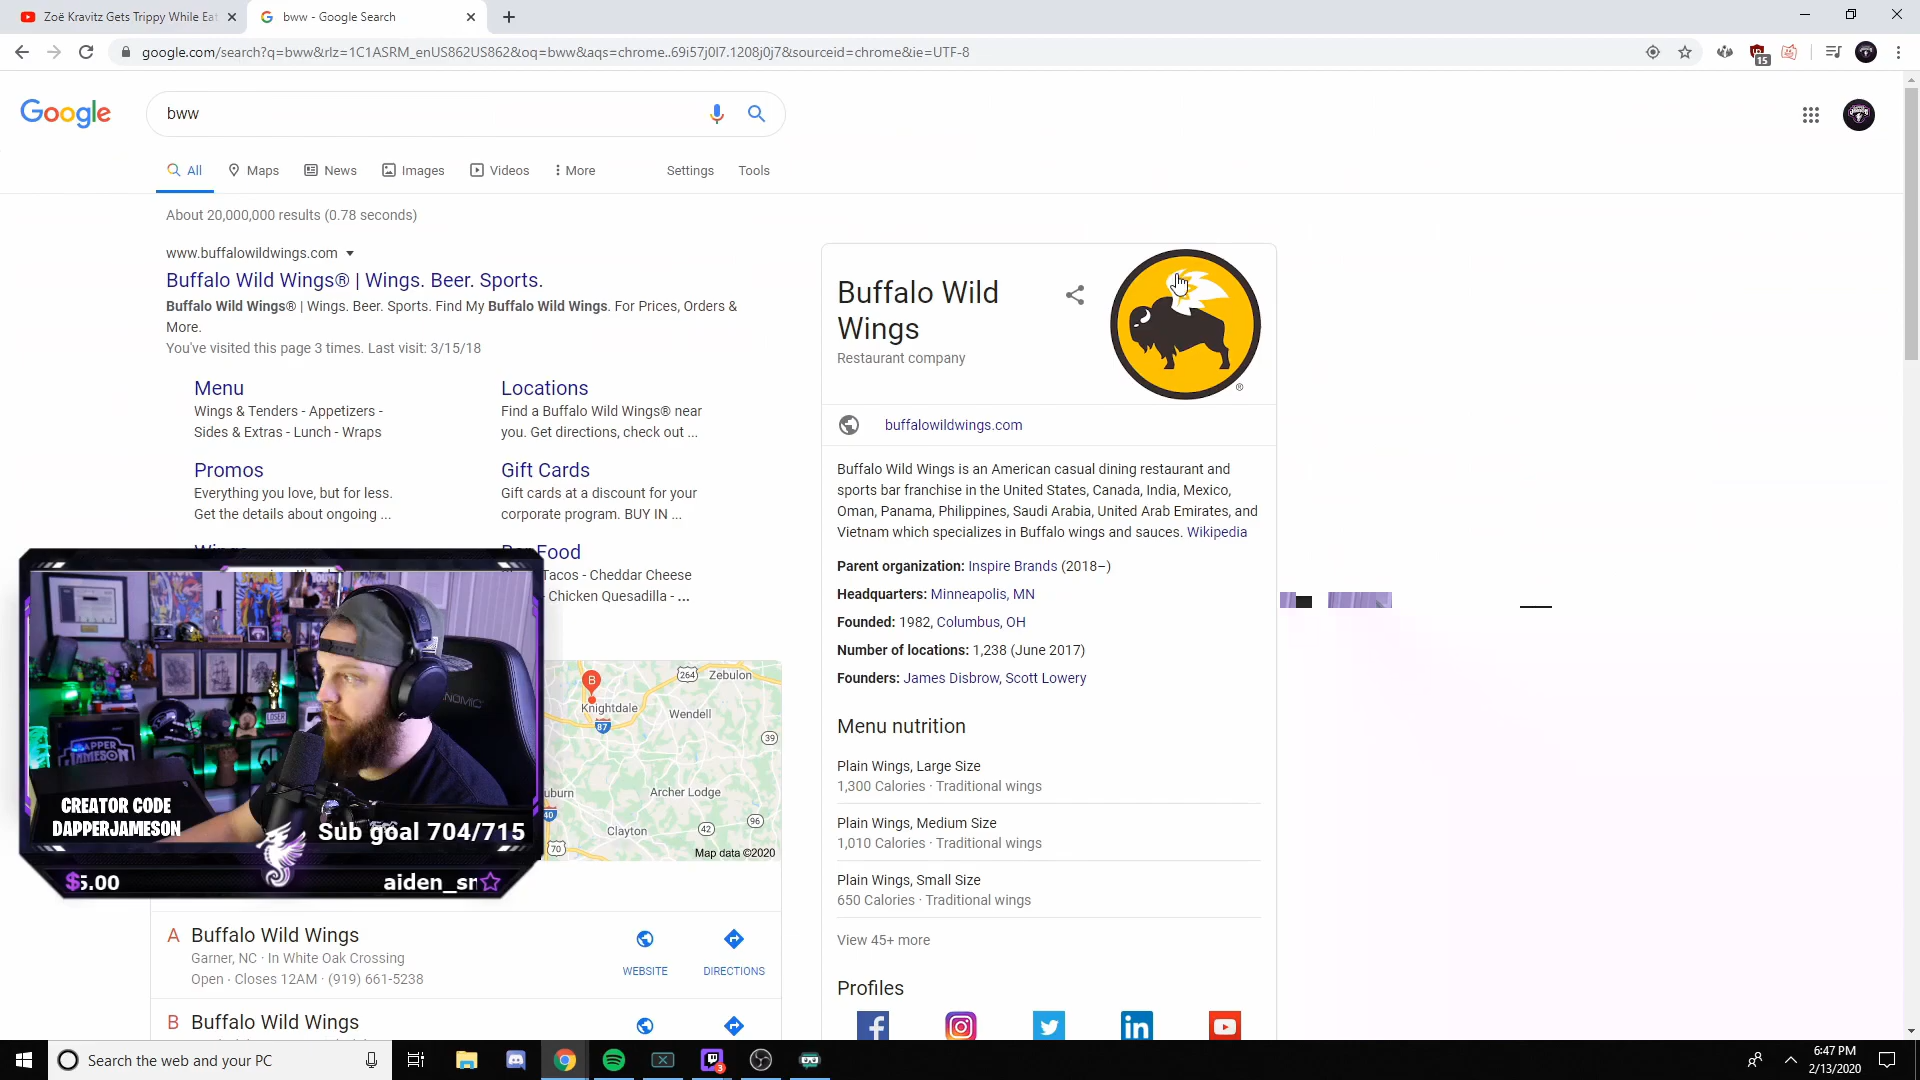 Zoë Kravitz Gets Trippy While Eat
bww - Google Search
google.com/search?q=bww&rlz=1C1ASRM_enUS862US862&oq=bww&aqs=chrome..69i57j0l7.1208j0j7&sourceid=chrome&ie=UTF-8
15
Google
bww
All
Maps
News
Images
Videos
More
Settings
Tools
About 20,000,000 results (0.78 seconds)
www.buffalowildwings.com
Buffalo Wild Wings® | Wings. Beer. Sports.
Buffalo Wild Wings® | Wings. Beer. Sports. Find My Buffalo Wild Wings. For Prices, Orders &
More.
You've visited this page 3 times. Last visit: 3/15/18
Menu
Wings & Tenders - Appetizers -
Sides & Extras - Lunch - Wraps
Locations
Find a Buffalo Wild Wings® near
you. Get directions, check out ...
Promos
Everything you love, but for less.
Get the details about ongoing ...
Gift Cards
Gift cards at a discount for your
corporate program. BUY IN ...
Food
Tacos - Cheddar Cheese
Chicken Quesadilla - ...
CREATOR CODE
DAPPERJAMESON
Sub goal 704/715
$5.00
aiden_sr
B
Knightdale
87
264
Zebulon
Wendell
39
Archer Lodge
40
Clayton
42
96
70
Map data ©2020
A Buffalo Wild Wings
Garner, NC · In White Oak Crossing
Open · Closes 12AM · (919) 661-5238
WEBSITE
DIRECTIONS
B Buffalo Wild Wings
Buffalo Wild
Wings
Restaurant company
®
buffalowildwings.com
Buffalo Wild Wings is an American casual dining restaurant and
sports bar franchise in the United States, Canada, India, Mexico,
Oman, Panama, Philippines, Saudi Arabia, United Arab Emirates, and
Vietnam which specializes in Buffalo wings and sauces. Wikipedia
Parent organization: Inspire Brands (2018–)
Headquarters: Minneapolis, MN
Founded: 1982, Columbus, OH
Number of locations: 1,238 (June 2017)
Founders: James Disbrow, Scott Lowery
Menu nutrition
Plain Wings, Large Size
1,300 Calories · Traditional wings
Plain Wings, Medium Size
1,010 Calories · Traditional wings
Plain Wings, Small Size
650 Calories · Traditional wings
View 45+ more
Profiles
Search the web and your PC
3
6:47 PM
2/13/2020